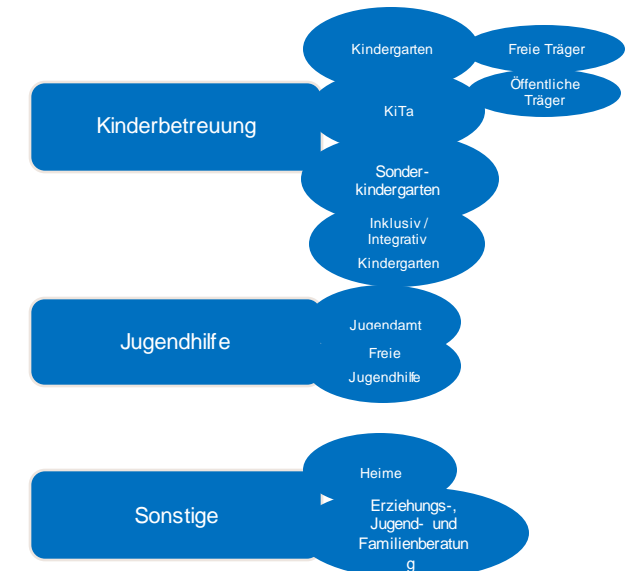 Kindergarten
Freie Träger
Öffentliche
Träger
Kinderbetreuung
KiTa
Sonder-
kindergarten
Inklusiv /
Integrativ
Kindergarten
Jugendhilfe
Jugendamt
Freie
Jugendhilfe
Sonstige
Heime
Erziehungs-,
Jugend- und
Familienberatun
g